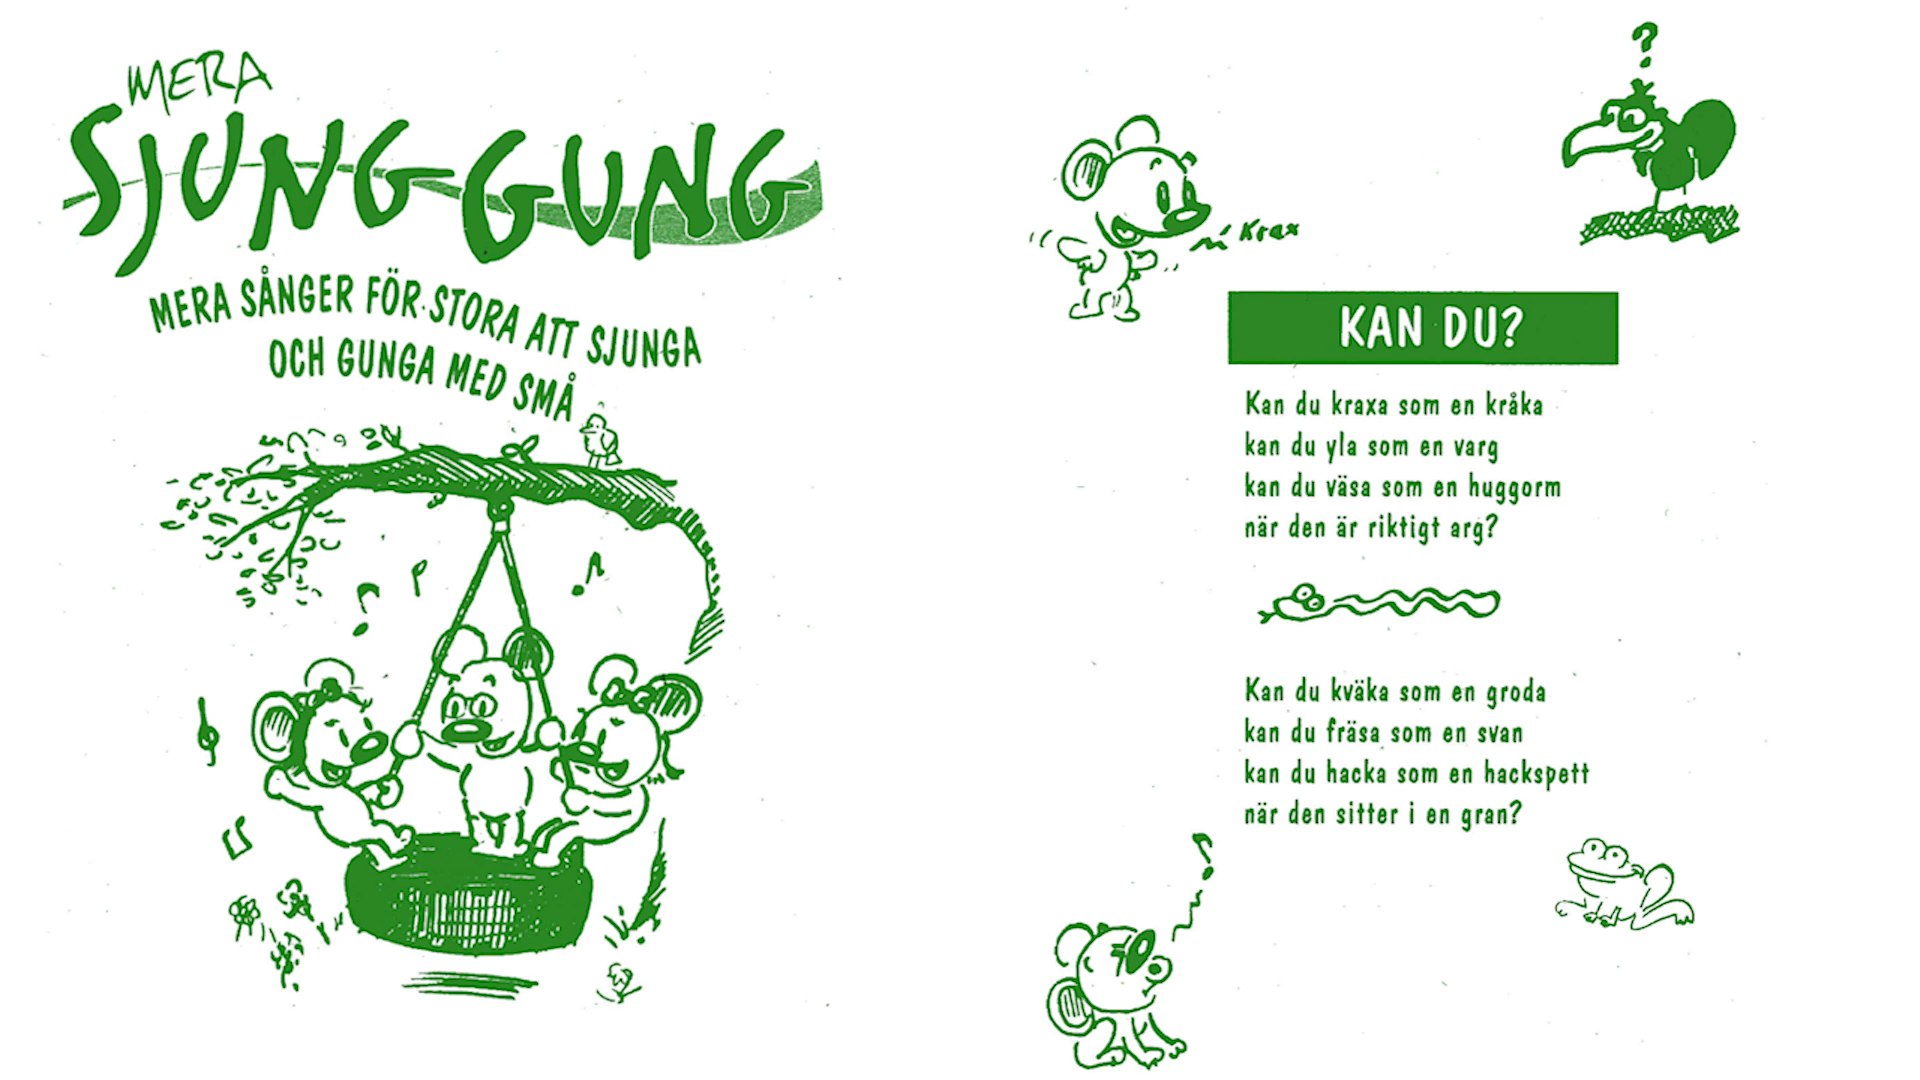 MERA
SJUNG-GUNG
MERA SÅNGER FÖR STORA ATT SJUNGA
OCH GUNGA MED SMÅ
?
Krax
KAN DU?
Kan du kraxa som en kråka
kan du yla som en varg
kan du väsa som en huggorm
när den är riktigt arg?
Kan du kväka som en groda
kan du fräsa som en svan
kan du hacka som en hackspett
när den sitter i en gran?